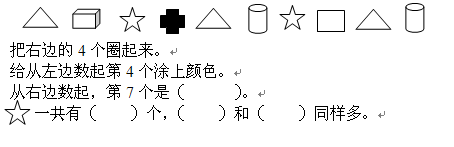 把右边的 4 个圈起来。
给从左边数起第 4 个涂上颜色。
从右边数起，第 7 个是（　　）。
☆一共有（　　）个，（　　）和（　　）同样多。